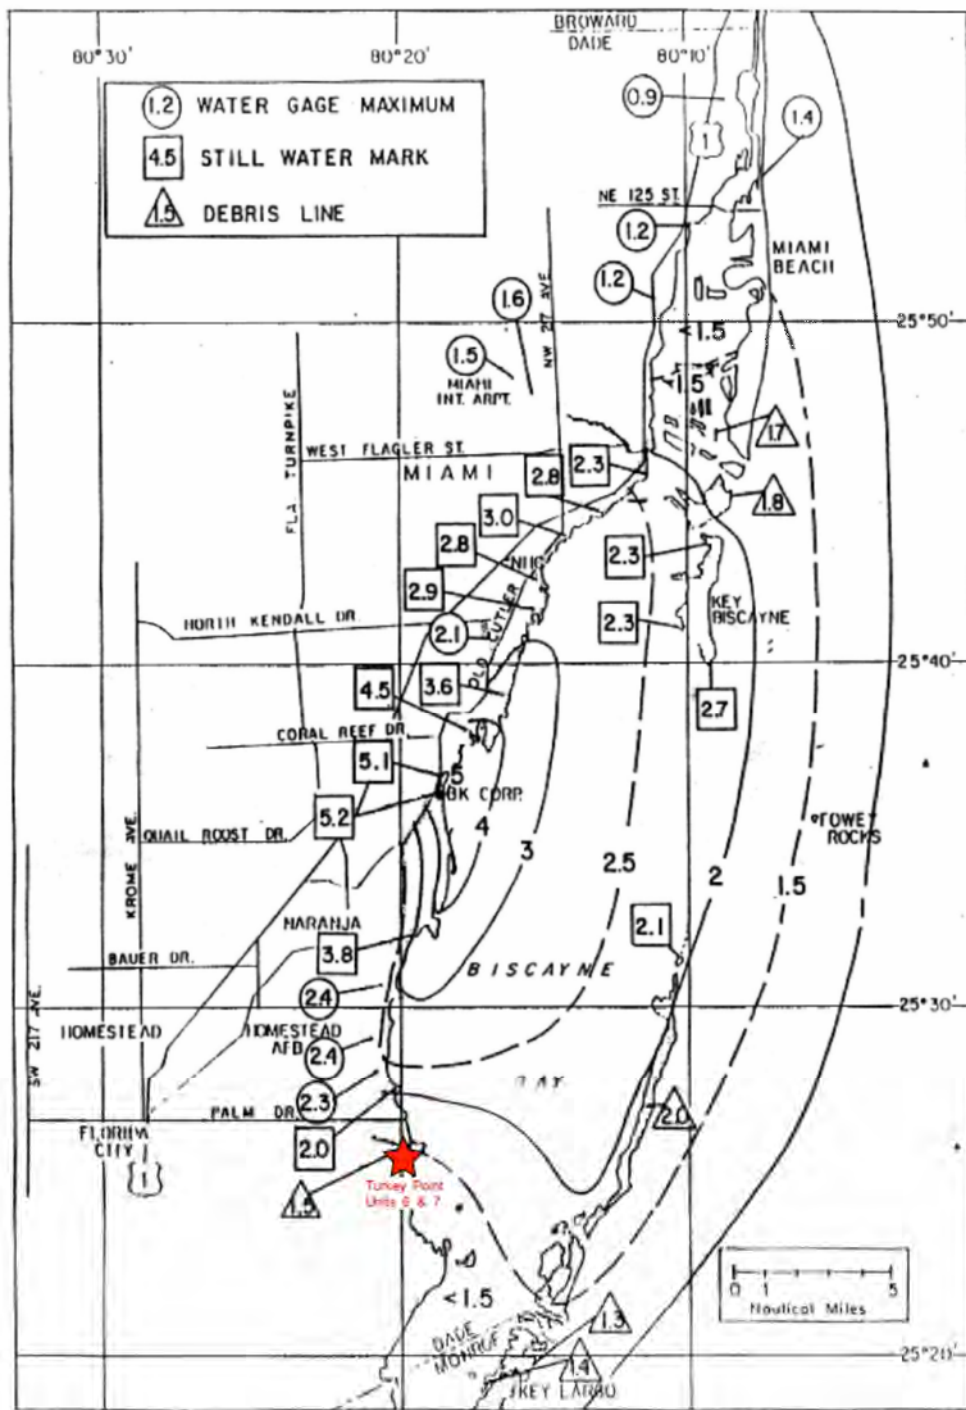 BROWARD
DADE
80°30'
80°20'
80°10'
1.2 WATER GAGE MAXIMUM
4.5 STILL WATER MARK
1.5 DEBRIS LINE
0.9
1
1.4
NE 125 ST.
1.2
MIAMI
BEACH
1.2
1.6
NW 217 AVE
25°50'
<1.5
1.5
MIAMI
INT. ARPT.
1.5
FLA TURNPIKE
1.7
WEST FLAGLER ST.
MIAMI
2.8
2.3
1.8
3.0
2.8
NHC
2.3
2.9
OLD CUTLER
KEY
BISCAYNE
NORTH KENDALL DR.
2.1
2.3
25°40'
4.5
3.6
2.7
CORAL REEF DR.
5.1
5
BK CORP.
5.2
4
FOWEY
ROCKS
QUAIL ROOST DR.
KROME AVE.
3
2.5
2
1.5
NARANJA
2.1
3.8
BAUER DR.
BISCAYNE
2.4
25°30'
SW 217 AVE.
HOMESTEAD
HOMESTEAD
AFB
2.4
BAY
2.3
PALM DR.
2.0
FLORIDA
CITY
2.0
1
Turkey Point
Units 6 & 7
1.5
0 1 5
Nautical Miles
<1.5
1.3
DADE
MONROE
25°20'
1.4
KEY LARGO